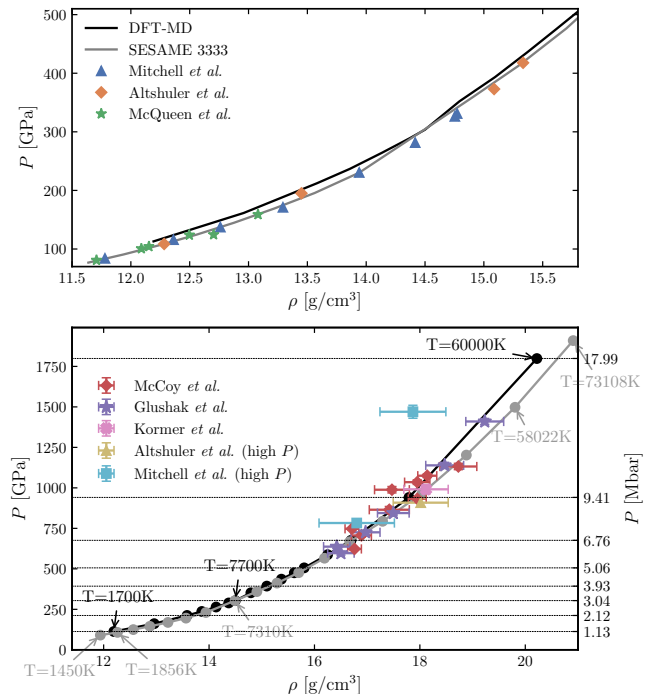 500
400
300
200
100
P [GPa]
DFT-MD
SESAME 3333
Mitchell et al.
Altshuler et al.
McQueen et al.
11.5 12.0 12.5 13.0 13.5 14.0 14.5 15.0 15.5
ρ [g/cm³]
T=60000K
1750
1500
1250
1000
750
500
250
0
P [GPa]
McCoy et al.
Glushak et al.
Kormer et al.
Altshuler et al. (high P)
Mitchell et al. (high P)
17.99
T=73108K
T=58022K
9.41
6.76
5.06
3.93
3.04
2.12
1.13
P [Mbar]
T=7700K
T=1700K
T=7310K
T=1450K
T=1856K
12 14 16 18 20
ρ [g/cm³]